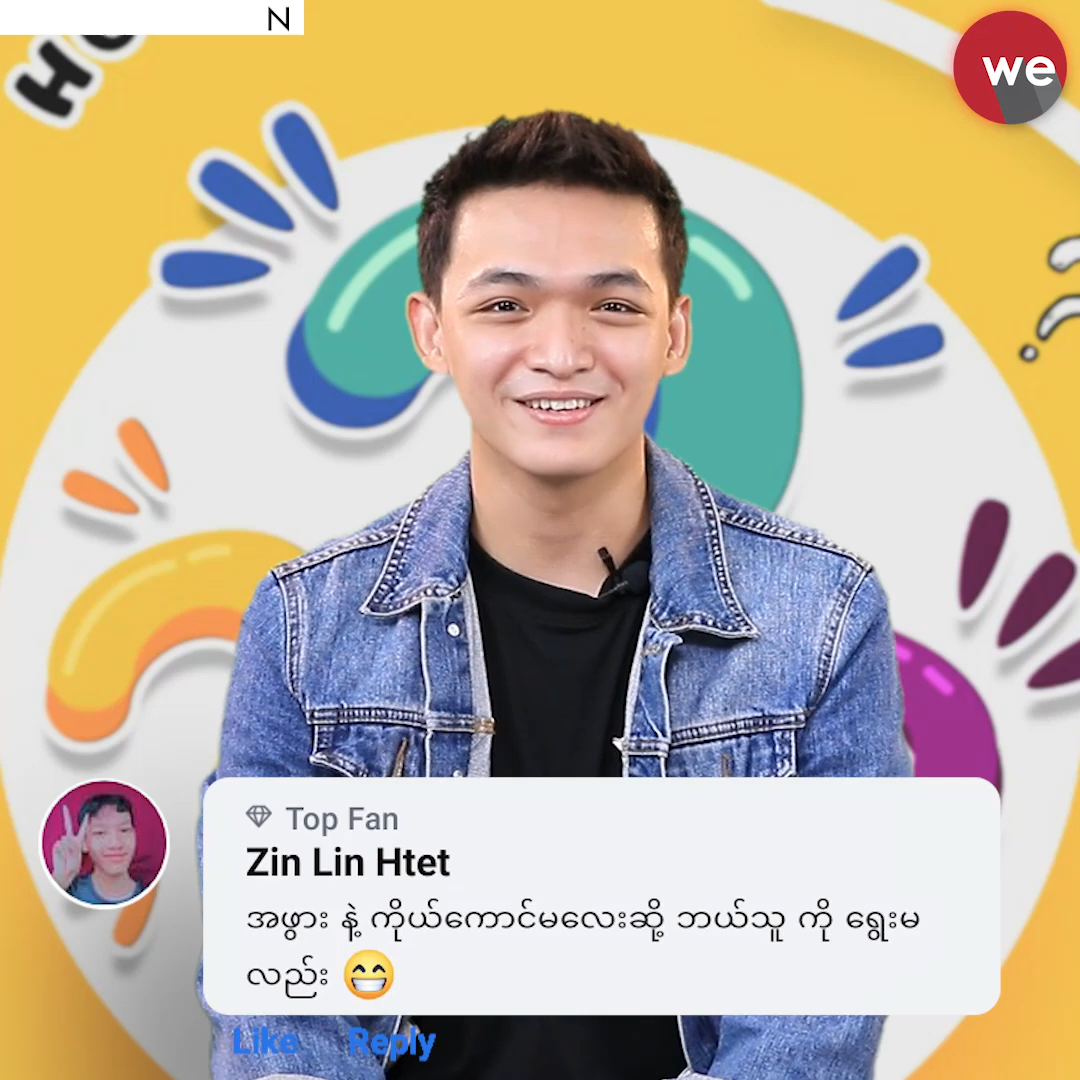 N
we
Top Fan
Zin Lin Htet
အဖွား နဲ့ ကိုယ်ကောင်မလေးဆို့ ဘယ်သူ ကို ရွေးမ
လည်း 😁
Like Reply